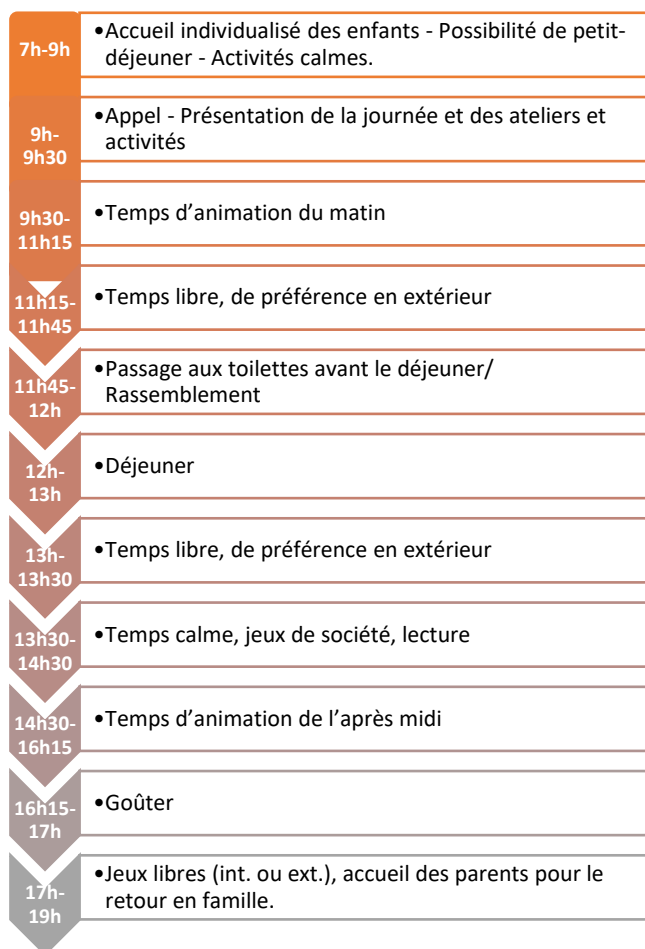 7h-9h
•Accueil individualisé des enfants - Possibilité de petit-
déjeuner - Activités calmes.
9h-
9h30
•Appel - Présentation de la journée et des ateliers et
activités
9h30-
11h15
•Temps d’animation du matin
11h15-
11h45
•Temps libre, de préférence en extérieur
11h45-
12h
•Passage aux toilettes avant le déjeuner/
Rassemblement
12h-
13h
•Déjeuner
13h-
13h30
•Temps libre, de préférence en extérieur
13h30-
14h30
•Temps calme, jeux de société, lecture
14h30-
16h15
•Temps d’animation de l’après midi
16h15-
17h
•Goûter
17h-
19h
•Jeux libres (int. ou ext.), accueil des parents pour le
retour en famille.